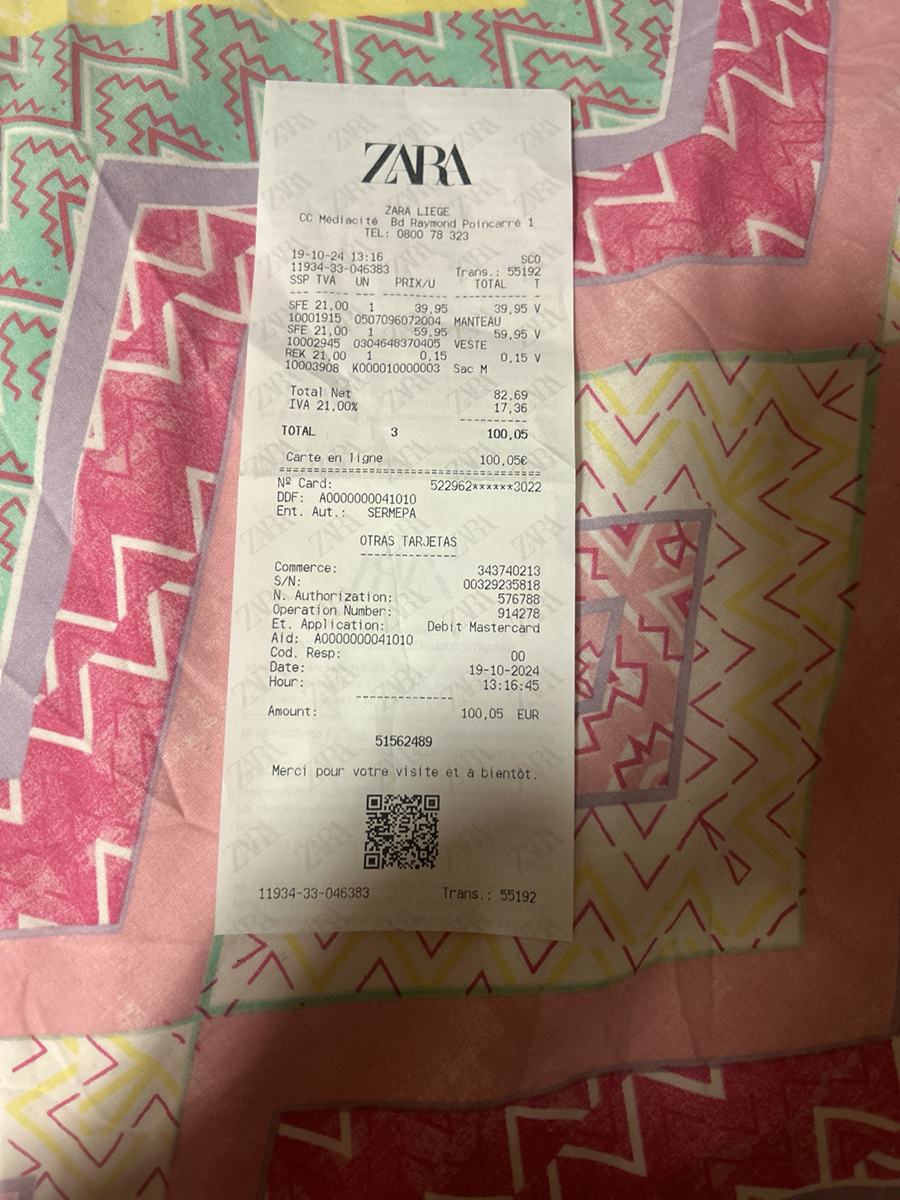 ZARA
ZARA LIEGE
CC Médiacité Bd Raymond Poincarré 1
TEL: 0800 78 323
19-10-24 13:16 SCO
11934-33-046383 Trans.: 55192
SSP TVA UN PRIX/U TOTAL T
SFE 21,00 1 39,95 39,95 V
10001915 0507096072004 MANTEAU
SFE 21,00 1 59,95 59,95 V
10002945 0304648370405 VESTE
REK 21,00 1 0,15 0,15 V
10003908 K000010000003 Sac M
Total Net 82,69
IVA 21,00% 17,36
TOTAL 3 100,05
Carte en ligne 100,05€
Nº Card: 522962******3022
DDF: A0000000041010
Ent. Aut.: SERMEPA
OTRAS TARJETAS
Commerce: 343740213
S/N: 00329235818
N. Authorization: 576788
Operation Number: 914278
Et. Application: Debit Mastercard
Aid: A0000000041010
Cod. Resp: 00
Date: 19-10-2024
Hour: 13:16:45
Amount: 100,05 EUR
51562489
Merci pour votre visite et à bientôt.
11934-33-046383 Trans.: 55192